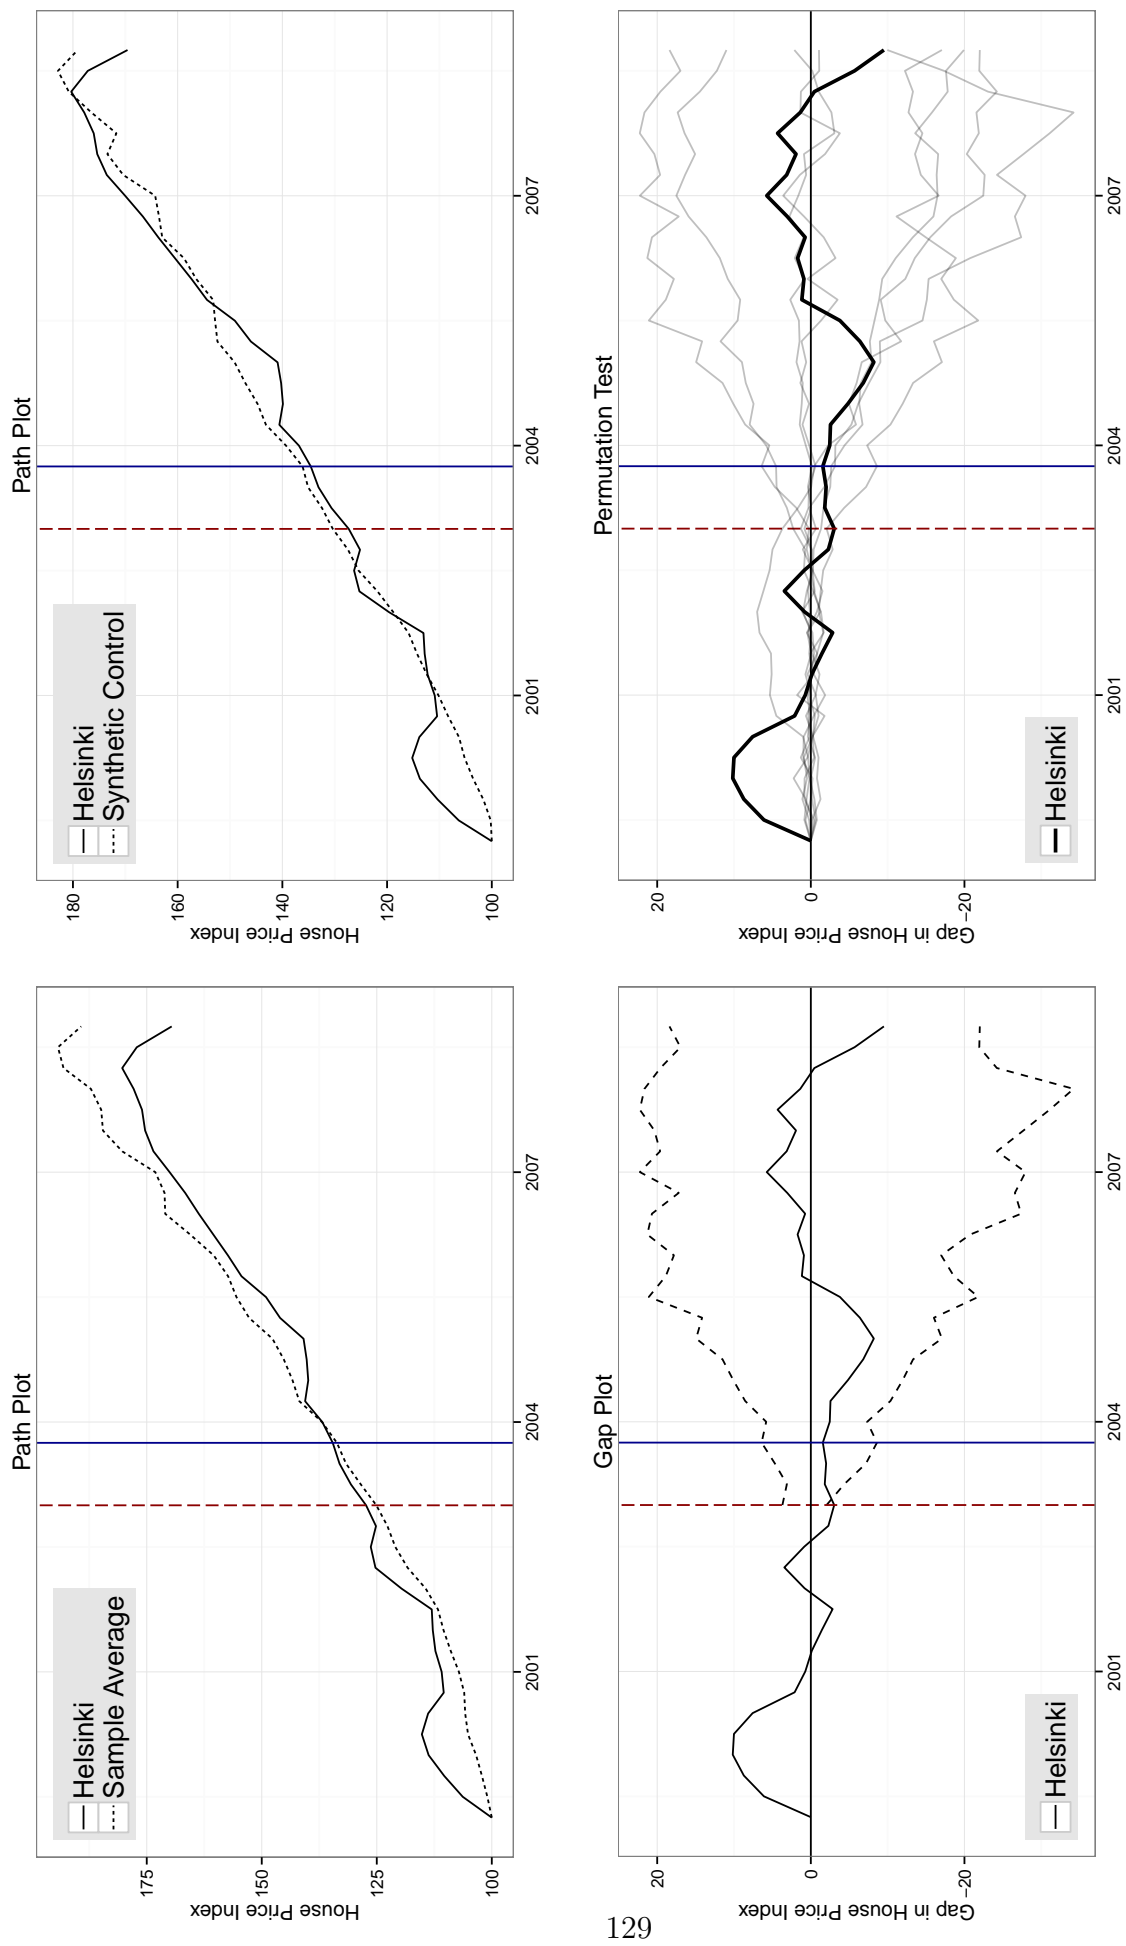 Path Plot
Helsinki
Sample Average
House Price Index
175
150
125
100
2001
2004
2007
Path Plot
Helsinki
Synthetic Control
House Price Index
180
160
140
120
100
2001
2004
2007
Gap Plot
Helsinki
Gap in House Price Index
20
0
−20
2001
2004
2007
Permutation Test
Helsinki
Gap in House Price Index
20
0
−20
2001
2004
2007
129